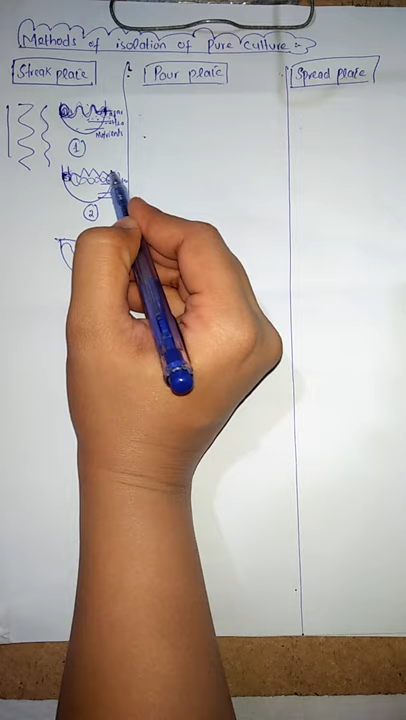 Methods of isolation of Pure Culture :-
Streak plate
Pour plate
Spread plate
Nutrients
1
2